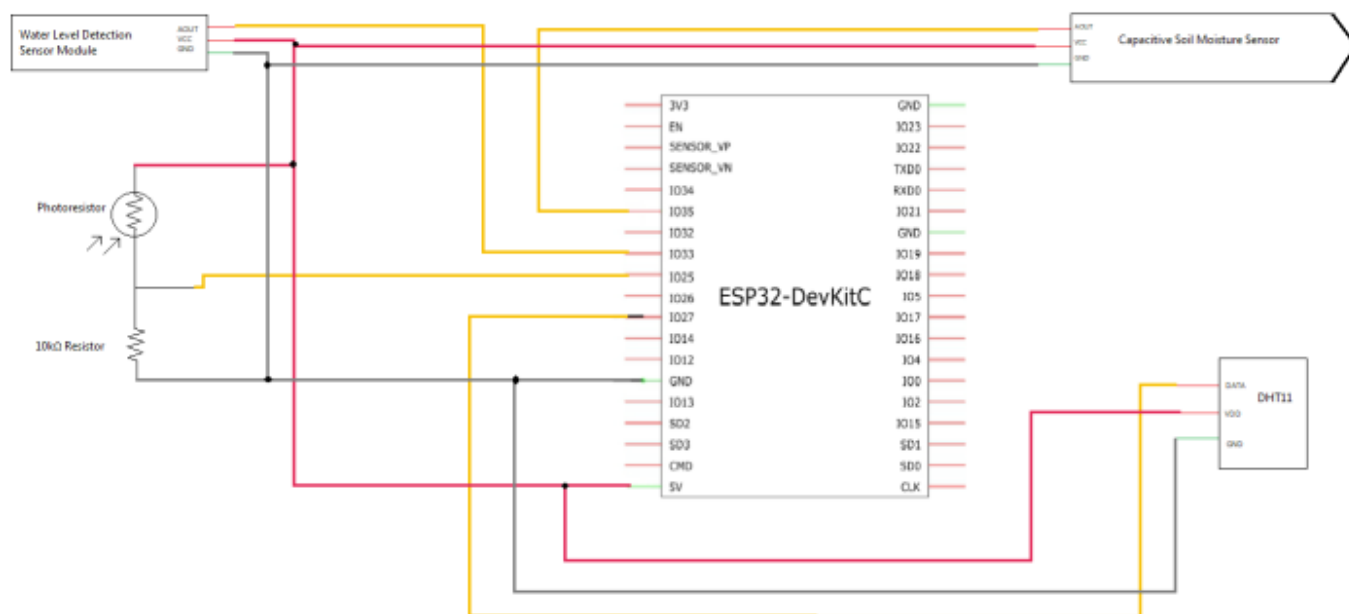 Water Level Detection
Sensor Module
AOUT
VCC
GND
AOUT
VCC
GND
Capacitive Soil Moisture Sensor
Photoresistor
10kΩ Resistor
3V3
EN
SENSOR_VP
SENSOR_VN
IO34
IO35
IO32
IO33
IO25
IO26
IO27
IO14
IO12
GND
IO13
SD2
SD3
CMD
5V
ESP32-DevKitC
GND
IO23
IO22
TXD0
RXD0
IO21
GND
IO19
IO18
IO5
IO17
IO16
IO4
IO0
IO2
IO15
SD1
SD0
CLK
DATA
VDD
GND
DHT11